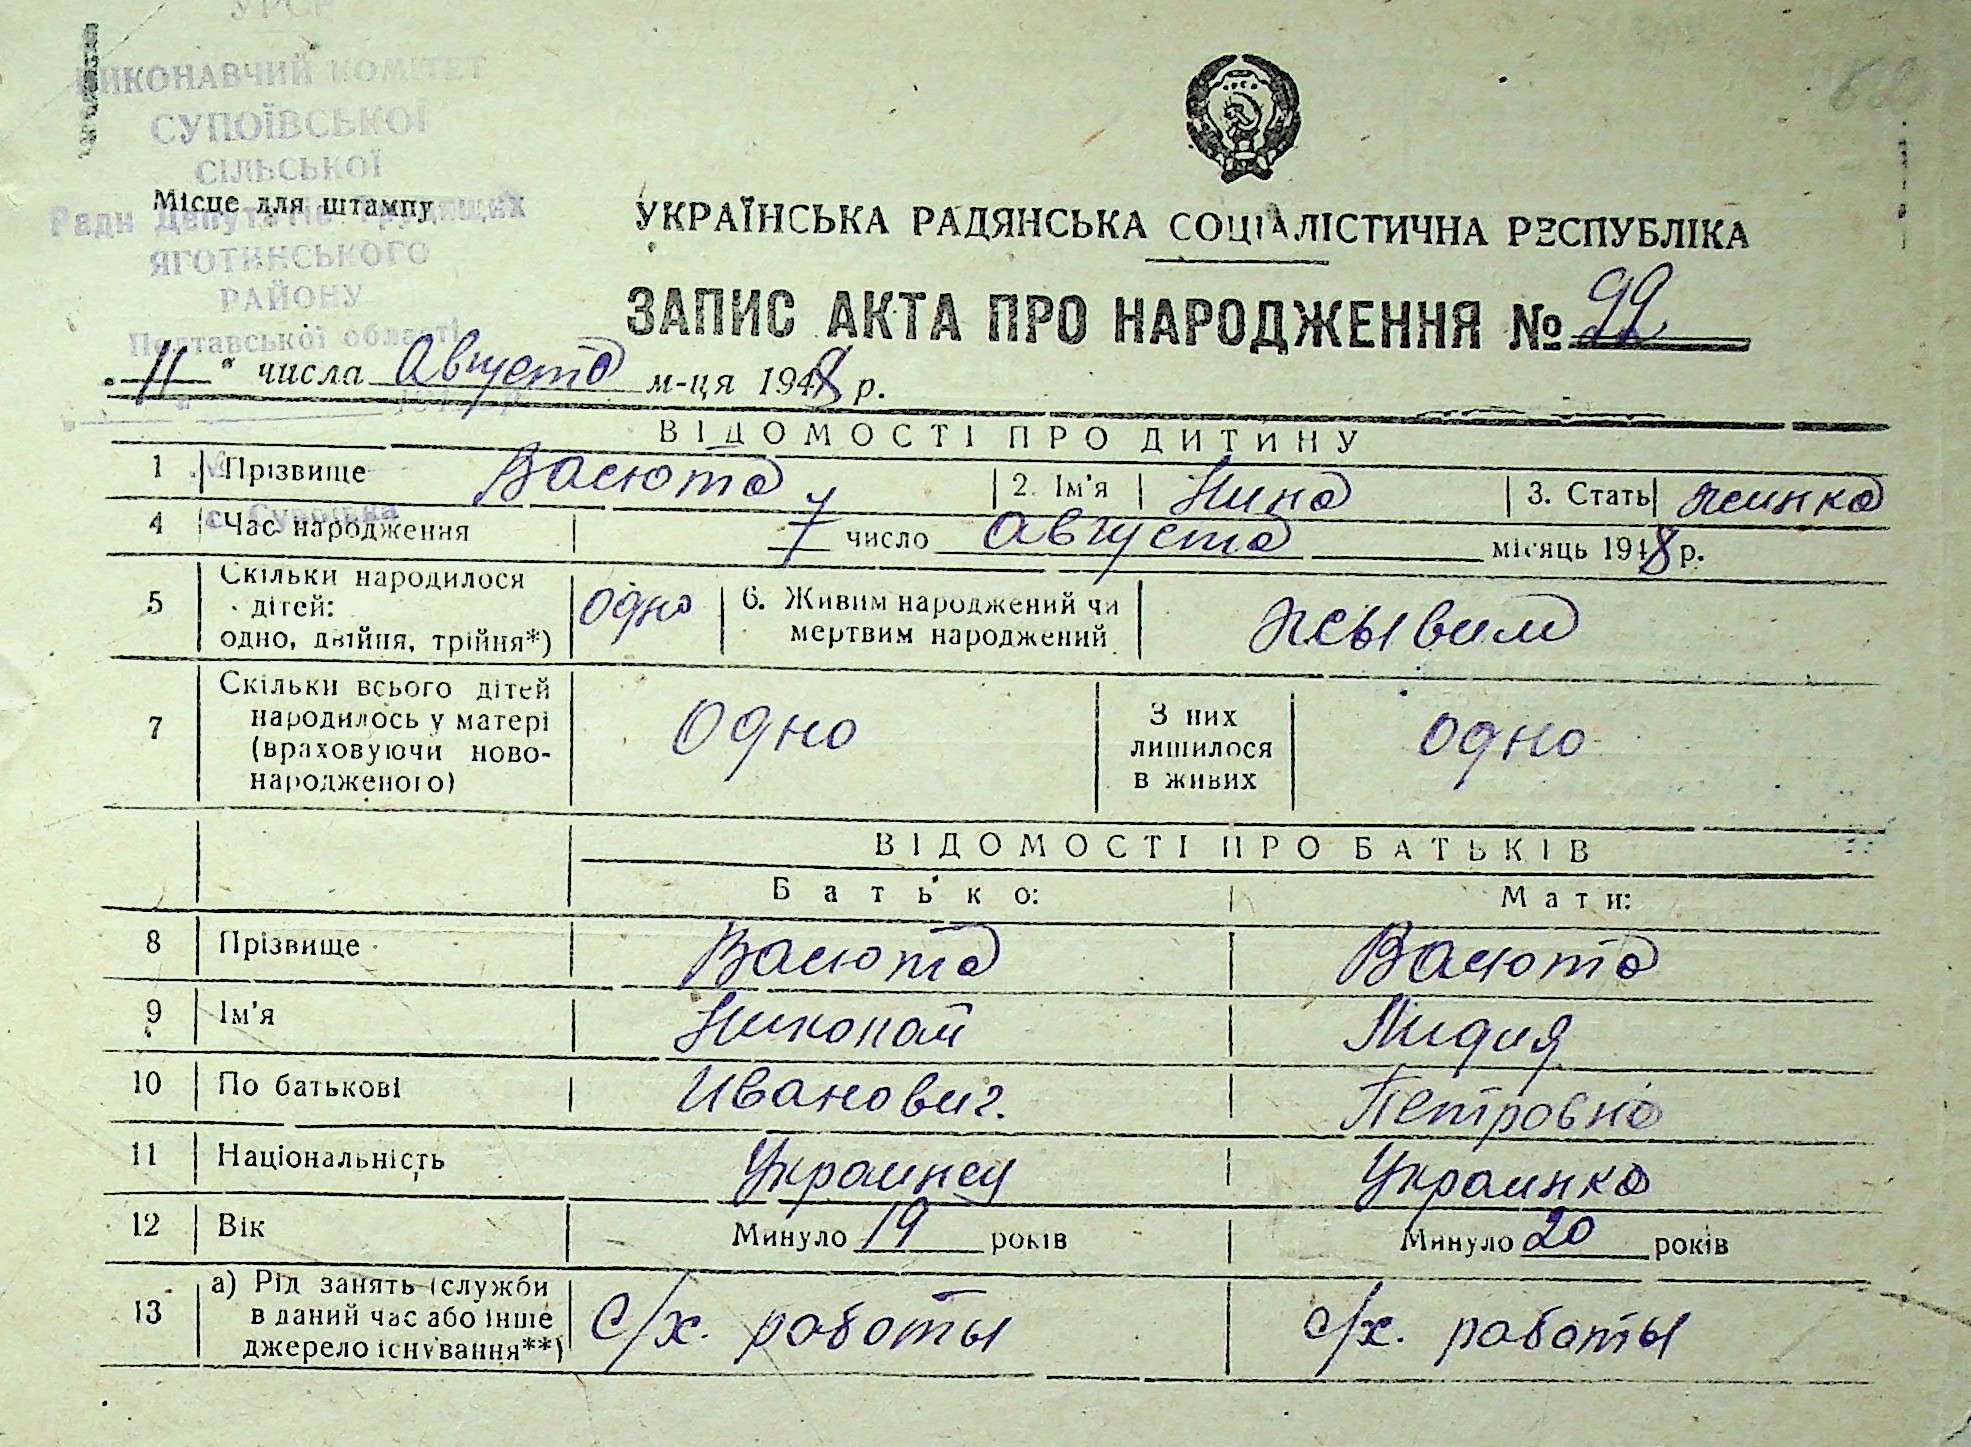 УРСР
ВИКОНАВЧИЙ КОМІТЕТ
СУПОЇВСЬКОЇ
СІЛЬСЬКОЇ
Ради Депутатів Трудящих
ЯГОТИНСЬКОГО
РАЙОНУ
Полтавської області
с. Супоївка
Місце для штампу
62
УКРАЇНСЬКА РАДЯНСЬКА СОЦІАЛІСТИЧНА РЕСПУБЛІКА
ЗАПИС АКТА ПРО НАРОДЖЕННЯ № 99
„11“ числа Августа м-ця 1948 р.
ВІДОМОСТІ ПРО ДИТИНУ
1 Прізвище Васюта 2. Ім'я Нина 3. Стать жинка
4 Час народження 7 число Августа місяць 1948 р.
5 Скільки народилося дітей: одно, двійня, трійня*) одно 6. Живим народжений чи мертвим народжений жывим
7 Скільки всього дітей народилось у матері (враховуючи новонародженого) одно З них лишилося в живих одно
ВІДОМОСТІ ПРО БАТЬКІВ
Батько: Мати:
8 Прізвище Васюта Васюта
9 Ім'я Николай Лидия
10 По батькові Иванович. Петровна
11 Національність Украинец Украинка
12 Вік Минуло 19 років Минуло 20 років
13 а) Рід занять (служби в даний час або інше джерело існування**) с/х. работы с/х. работы